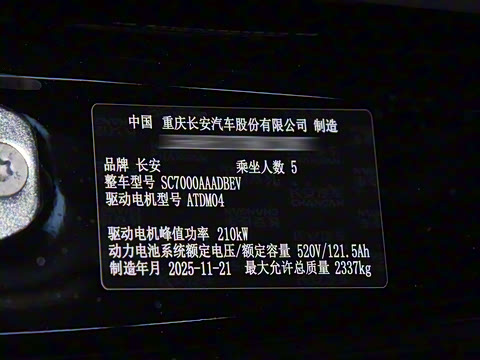 中国 重庆长安汽车股份有限公司 制造
品牌 长安 乘坐人数 5
整车型号 SC7000AAADBEV
驱动电机型号 ATDM04
驱动电机峰值功率 210kW
动力电池系统额定电压/额定容量 520V/121.5Ah
制造年月 2025-11-21 最大允许总质量 2337kg